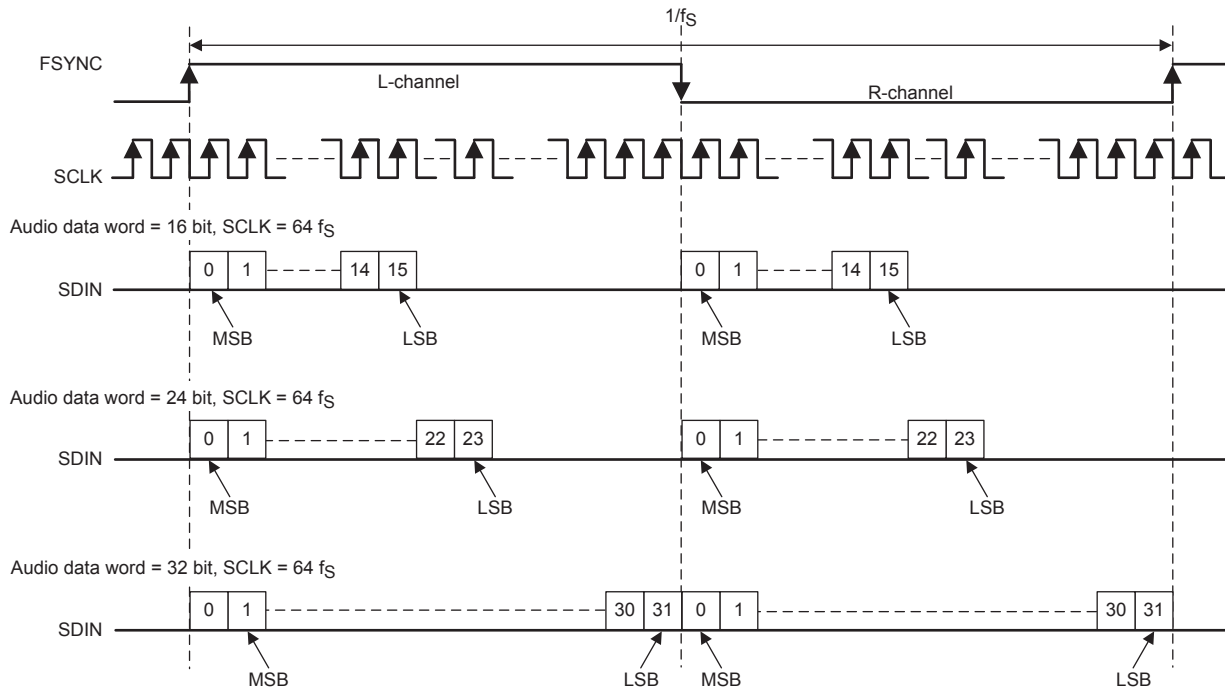 1/fS
FSYNC
L-channel
R-channel
SCLK
Audio data word = 16 bit, SCLK = 64 fS
0 1 14 15 0 1 14 15
SDIN
MSB LSB MSB LSB
Audio data word = 24 bit, SCLK = 64 fS
0 1 22 23 0 1 22 23
SDIN
MSB LSB MSB LSB
Audio data word = 32 bit, SCLK = 64 fS
0 1 30 31 0 1 30 31
SDIN
MSB LSB MSB LSB